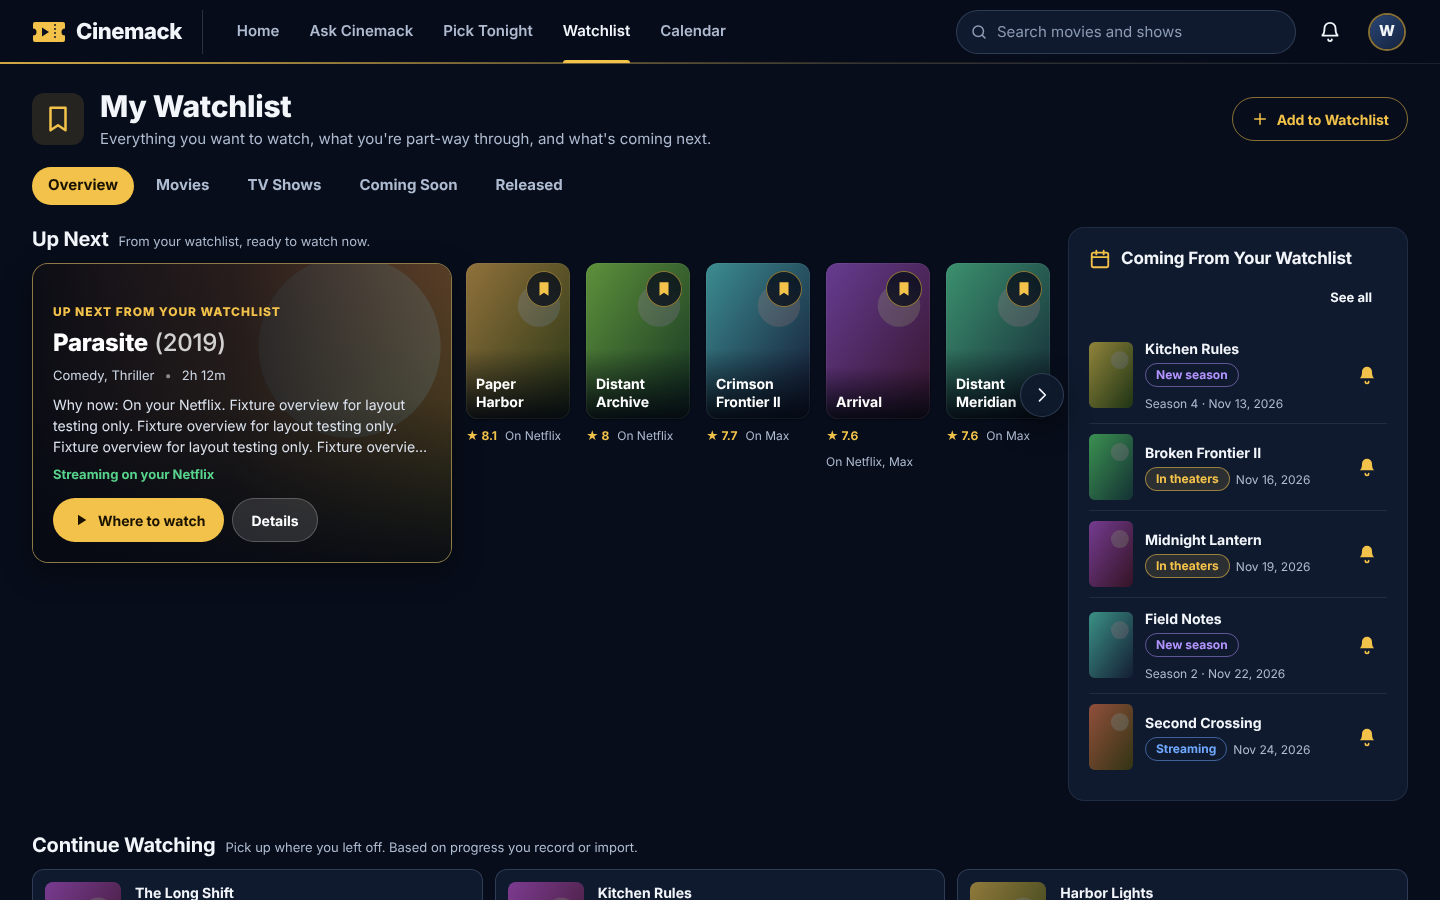 Cinemack
Home
Ask Cinemack
Pick Tonight
Watchlist
Calendar
Search movies and shows
W
My Watchlist
Everything you want to watch, what you're part-way through, and what's coming next.
Add to Watchlist
Overview
Movies
TV Shows
Coming Soon
Released
Up Next From your watchlist, ready to watch now.
UP NEXT FROM YOUR WATCHLIST
Parasite (2019)
Comedy, Thriller • 2h 12m
Why now: On your Netflix. Fixture overview for layout
testing only. Fixture overview for layout testing only.
Fixture overview for layout testing only. Fixture overvie...
Streaming on your Netflix
Where to watch
Details
Paper
Harbor
★ 8.1 On Netflix
Distant
Archive
★ 8 On Netflix
Crimson
Frontier II
★ 7.7 On Max
Arrival
★ 7.6
On Netflix, Max
Distant
Meridian
★ 7.6 On Max
Coming From Your Watchlist
See all
Kitchen Rules
New season
Season 4 · Nov 13, 2026
Broken Frontier II
In theaters Nov 16, 2026
Midnight Lantern
In theaters Nov 19, 2026
Field Notes
New season
Season 2 · Nov 22, 2026
Second Crossing
Streaming Nov 24, 2026
Continue Watching Pick up where you left off. Based on progress you record or import.
The Long Shift
Kitchen Rules
Harbor Lights